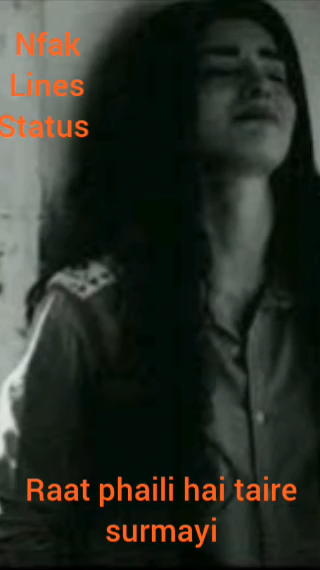 Nfak
Lines
Status
Raat phaili hai taire
surmayi